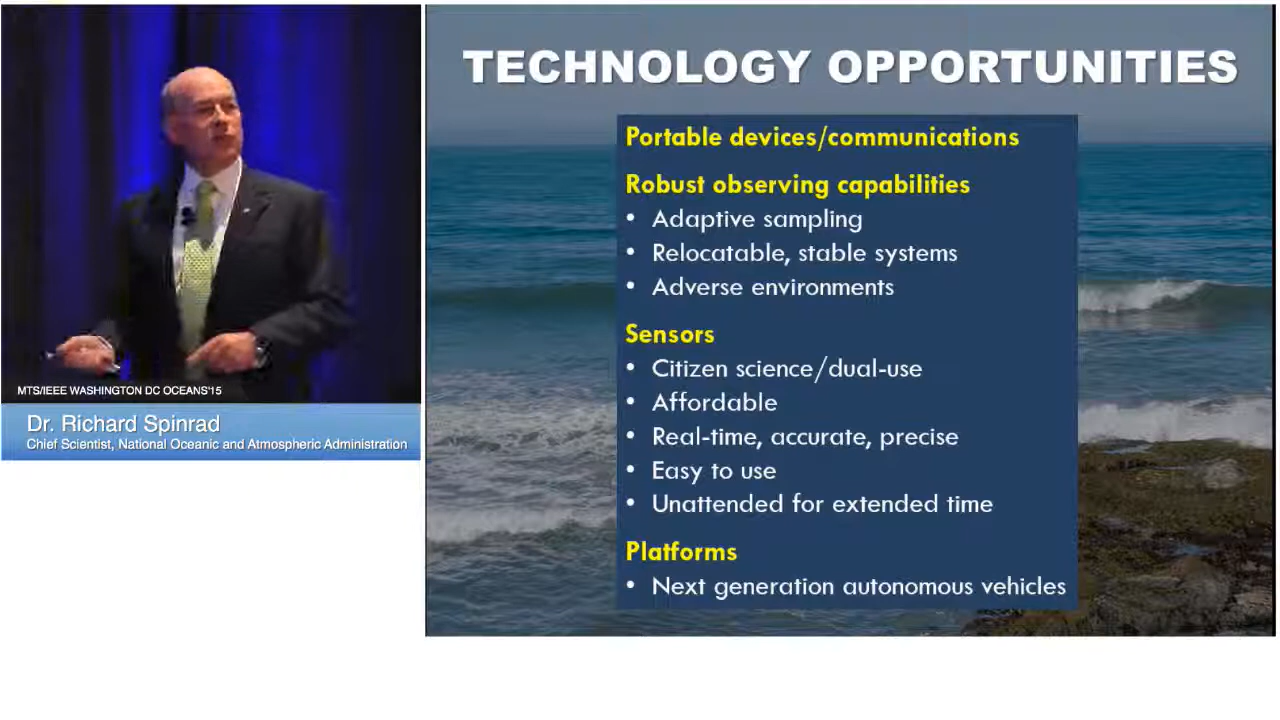 MTS/IEEE WASHINGTON DC OCEANS'15
Dr. Richard Spinrad
Chief Scientist, National Oceanic and Atmospheric Administration
TECHNOLOGY OPPORTUNITIES
Portable devices/communications
Robust observing capabilities
• Adaptive sampling
• Relocatable, stable systems
• Adverse environments
Sensors
• Citizen science/dual-use
• Affordable
• Real-time, accurate, precise
• Easy to use
• Unattended for extended time
Platforms
• Next generation autonomous vehicles